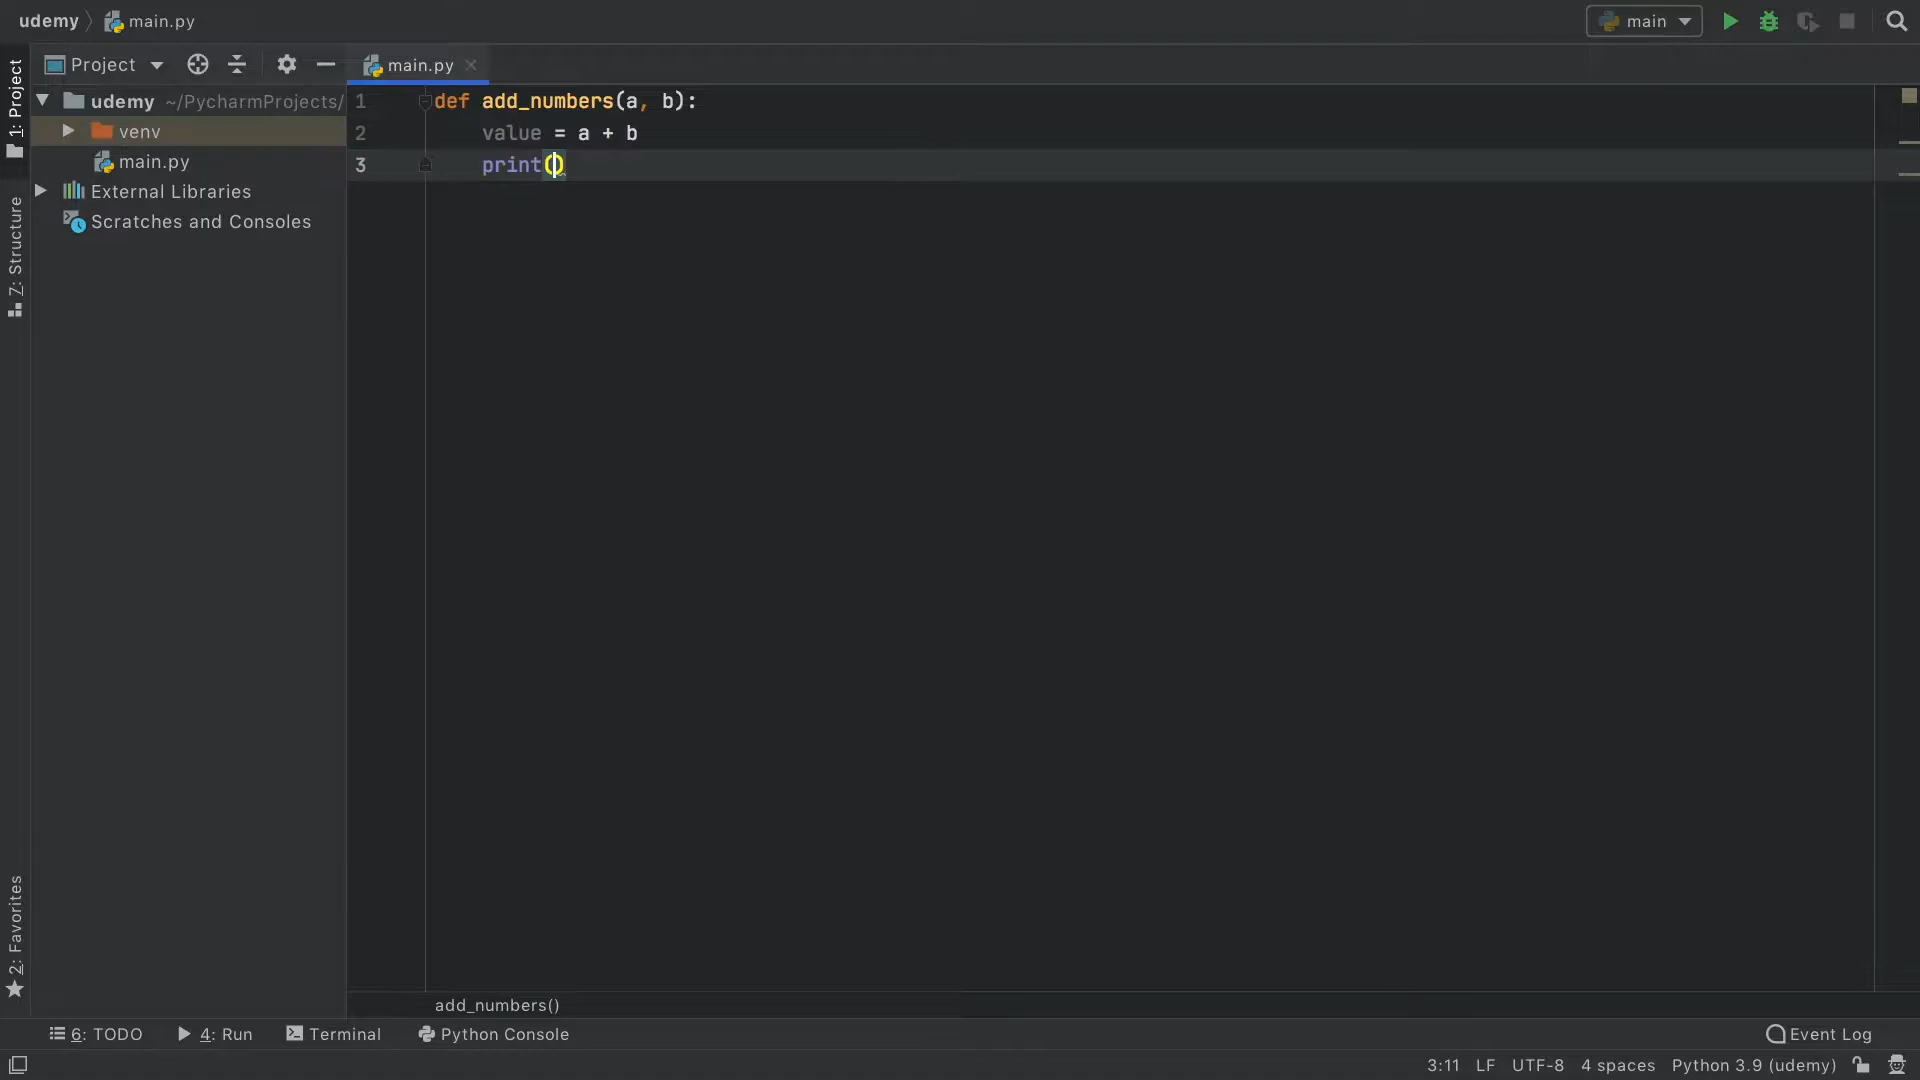 udemy main.py
main
1: Project
Project
main.py
udemy ~/PycharmProjects/
venv
main.py
External Libraries
Scratches and Consoles
Z: Structure
2: Favorites
1 def add_numbers(a, b):
2 value = a + b
3 print()
add_numbers()
6: TODO 4: Run Terminal Python Console Event Log
3:11 LF UTF-8 4 spaces Python 3.9 (udemy)